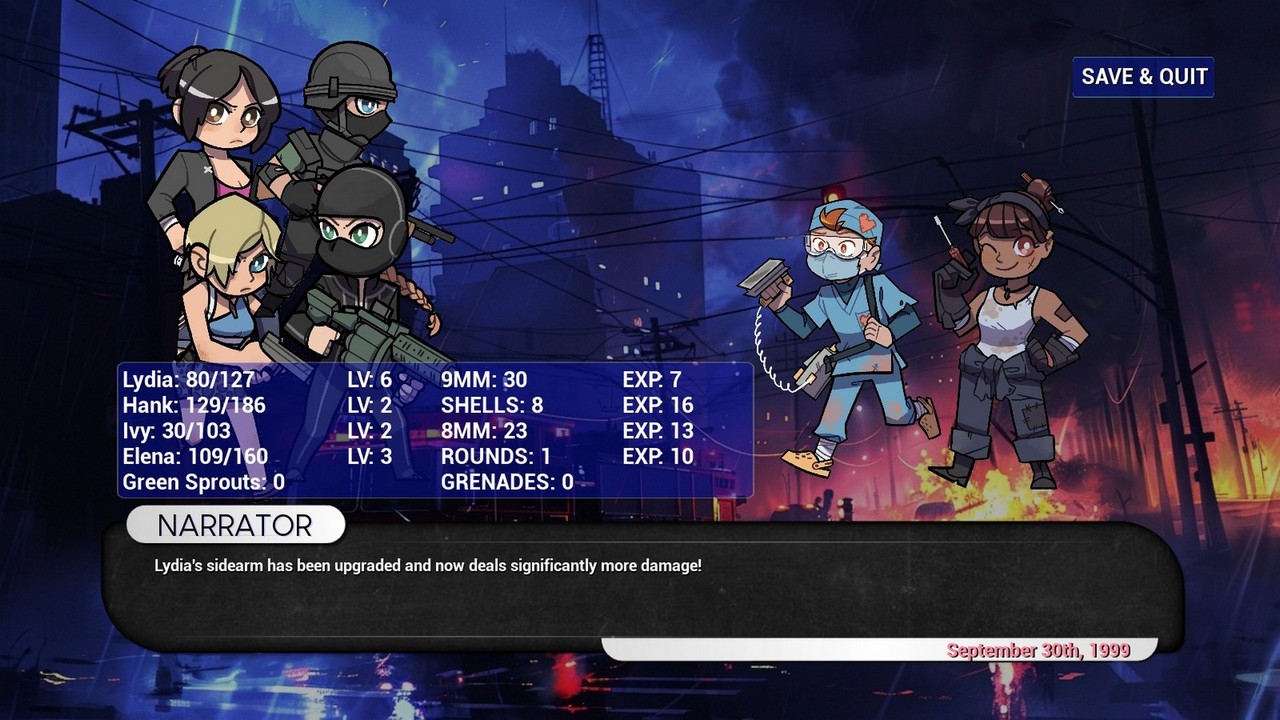 SAVE & QUIT
Lydia: 80/127 LV: 6 9MM: 30 EXP: 7
Hank: 129/186 LV: 2 SHELLS: 8 EXP: 16
Ivy: 30/103 LV: 2 8MM: 23 EXP: 13
Elena: 109/160 LV: 3 ROUNDS: 1 EXP: 10
Green Sprouts: 0 GRENADES: 0
NARRATOR
Lydia's sidearm has been upgraded and now deals significantly more damage!
September 30th, 1999